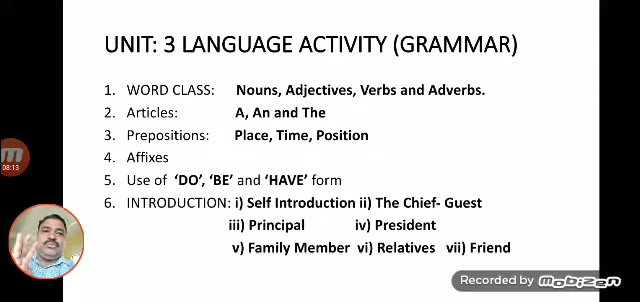 UNIT: 3 LANGUAGE ACTIVITY (GRAMMAR)
1. WORD CLASS: Nouns, Adjectives, Verbs and Adverbs.
2. Articles: A, An and The
3. Prepositions: Place, Time, Position
4. Affixes
5. Use of ‘DO’, ‘BE’ and ‘HAVE’ form
6. INTRODUCTION: i) Self Introduction ii) The Chief- Guest
iii) Principal iv) President
v) Family Member vi) Relatives vii) Friend
08:13
Recorded by mobizen